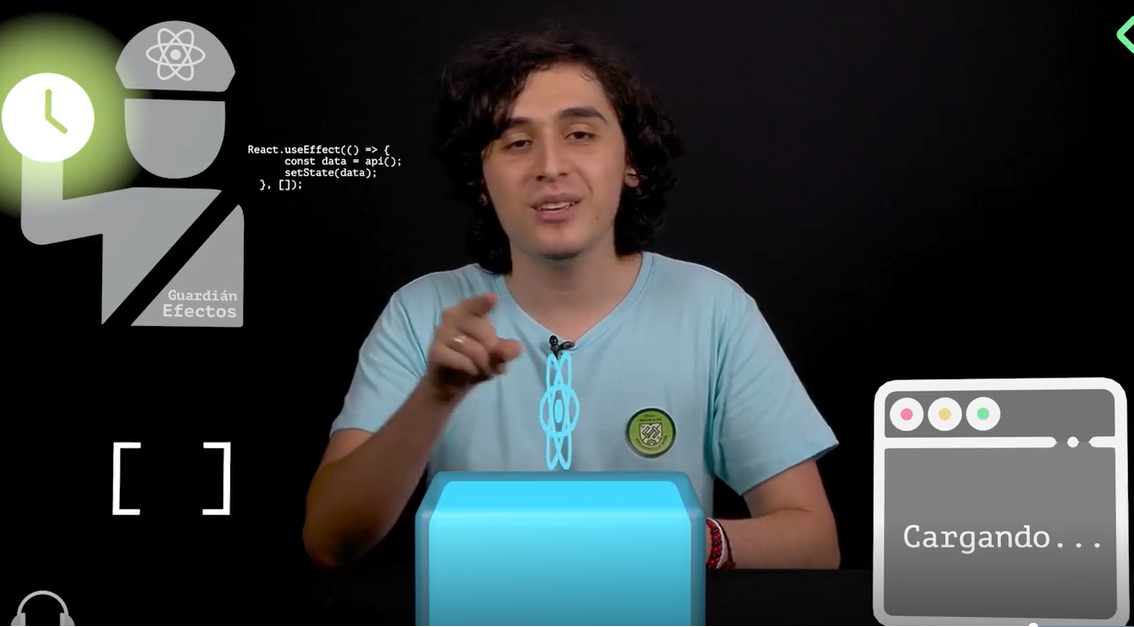 React.useEffect(() => {
const data = api();
setState(data);
}, []);
Guardián
Efectos
[ ]
Cargando...